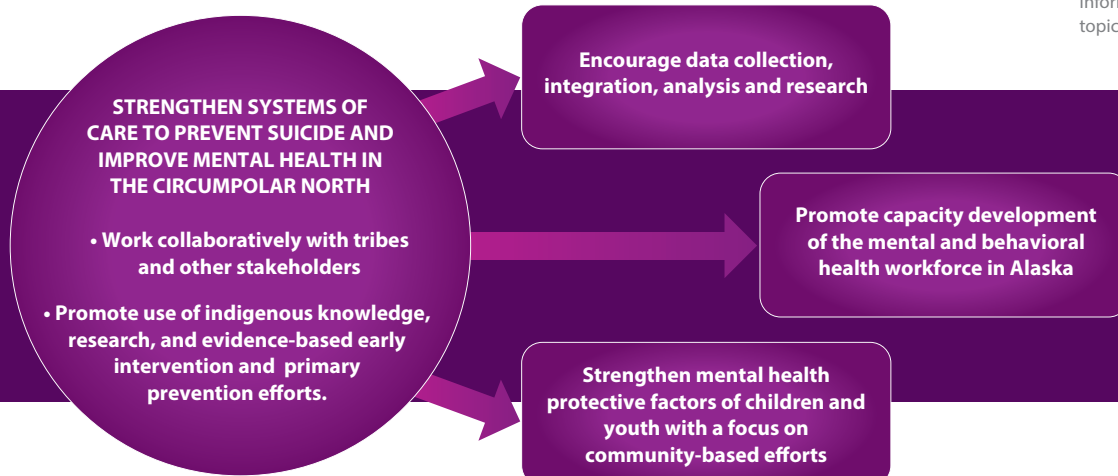 STRENGTHEN SYSTEMS OF
CARE TO PREVENT SUICIDE AND
IMPROVE MENTAL HEALTH IN
THE CIRCUMPOLAR NORTH
• Work collaboratively with tribes
and other stakeholders
• Promote use of indigenous knowledge,
research, and evidence-based early
intervention and primary
prevention efforts.
Encourage data collection,
integration, analysis and research
Promote capacity development
of the mental and behavioral
health workforce in Alaska
Strengthen mental health
protective factors of children and
youth with a focus on
community-based efforts